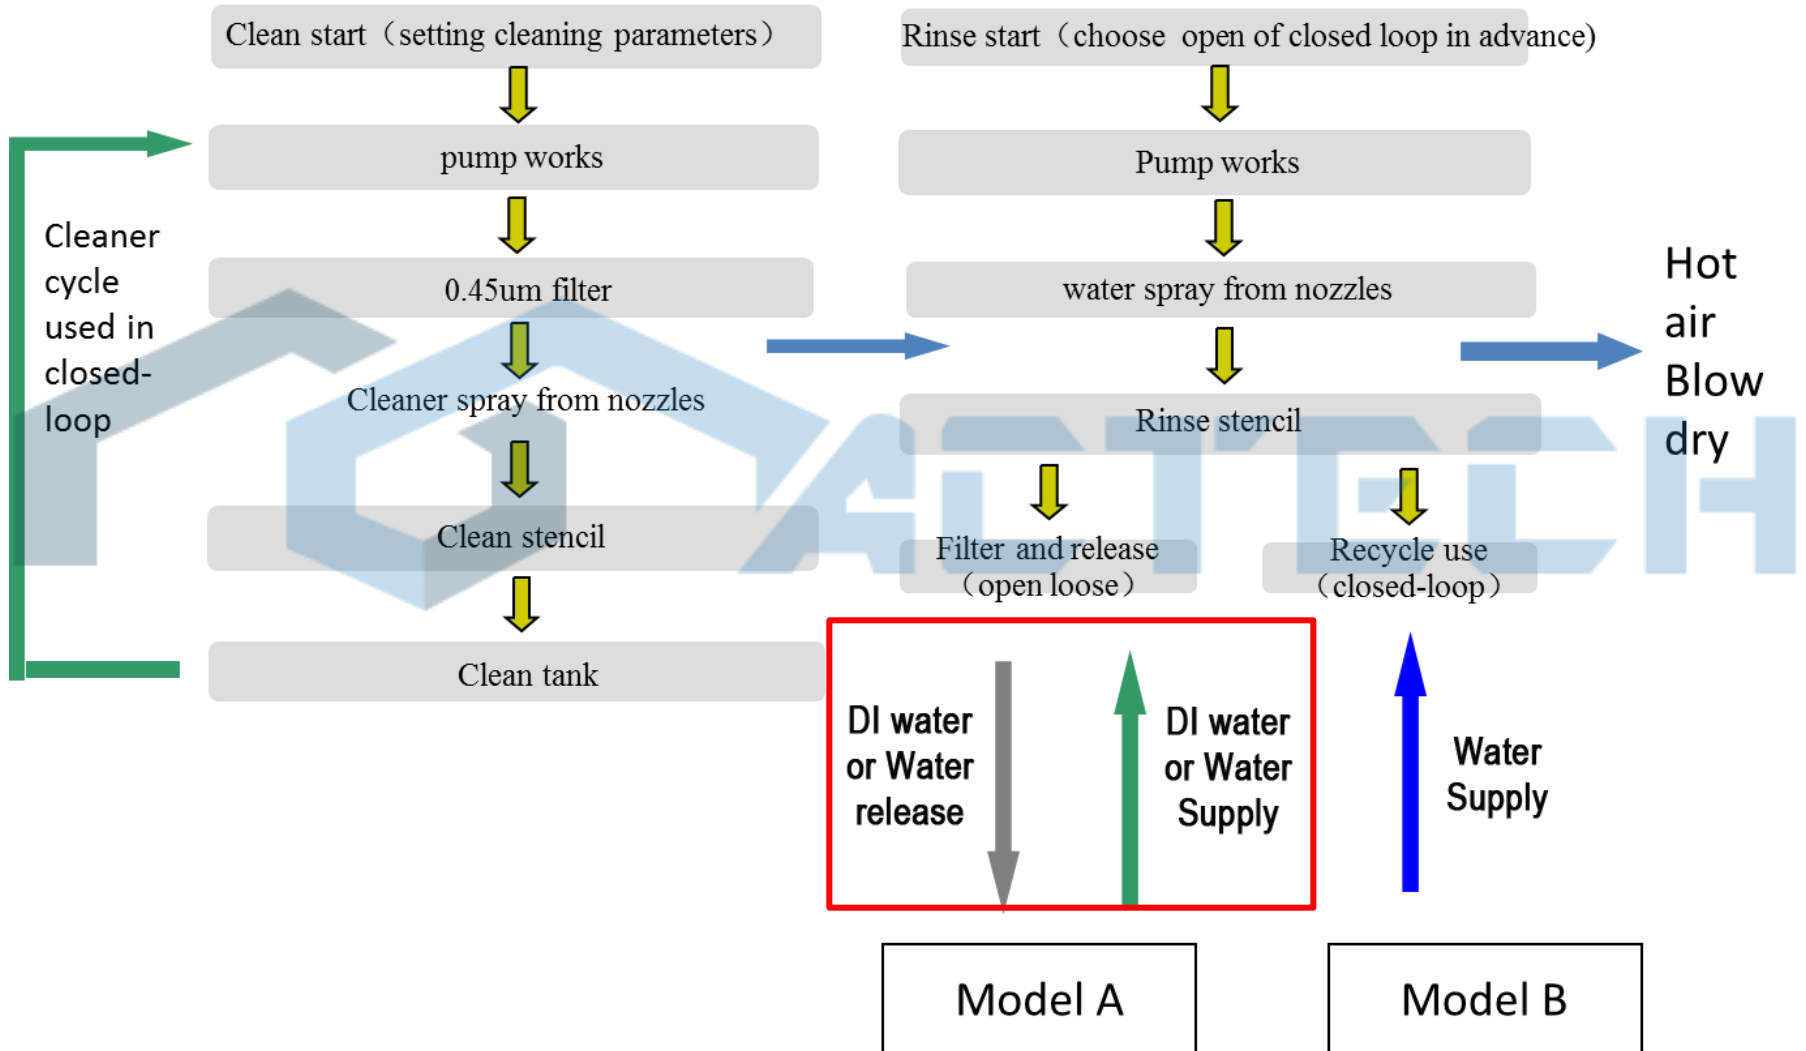 Clean start（setting cleaning parameters）
pump works
0.45um filter
Cleaner spray from nozzles
Clean stencil
Clean tank
Cleaner
cycle
used in
closed-
loop
Rinse start（choose open of closed loop in advance)
Pump works
water spray from nozzles
Rinse stencil
Filter and release
（open loose）
Recycle use
（closed-loop）
Hot
air
Blow
dry
DI water
or Water
release
DI water
or Water
Supply
Water
Supply
Model A
Model B
ACTECH